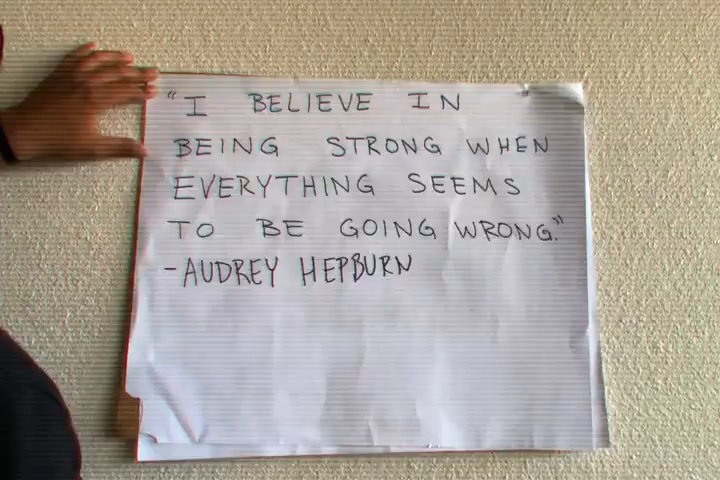 "I BELIEVE IN
BEING STRONG WHEN
EVERYTHING SEEMS
TO BE GOING WRONG."
-AUDREY HEPBURN